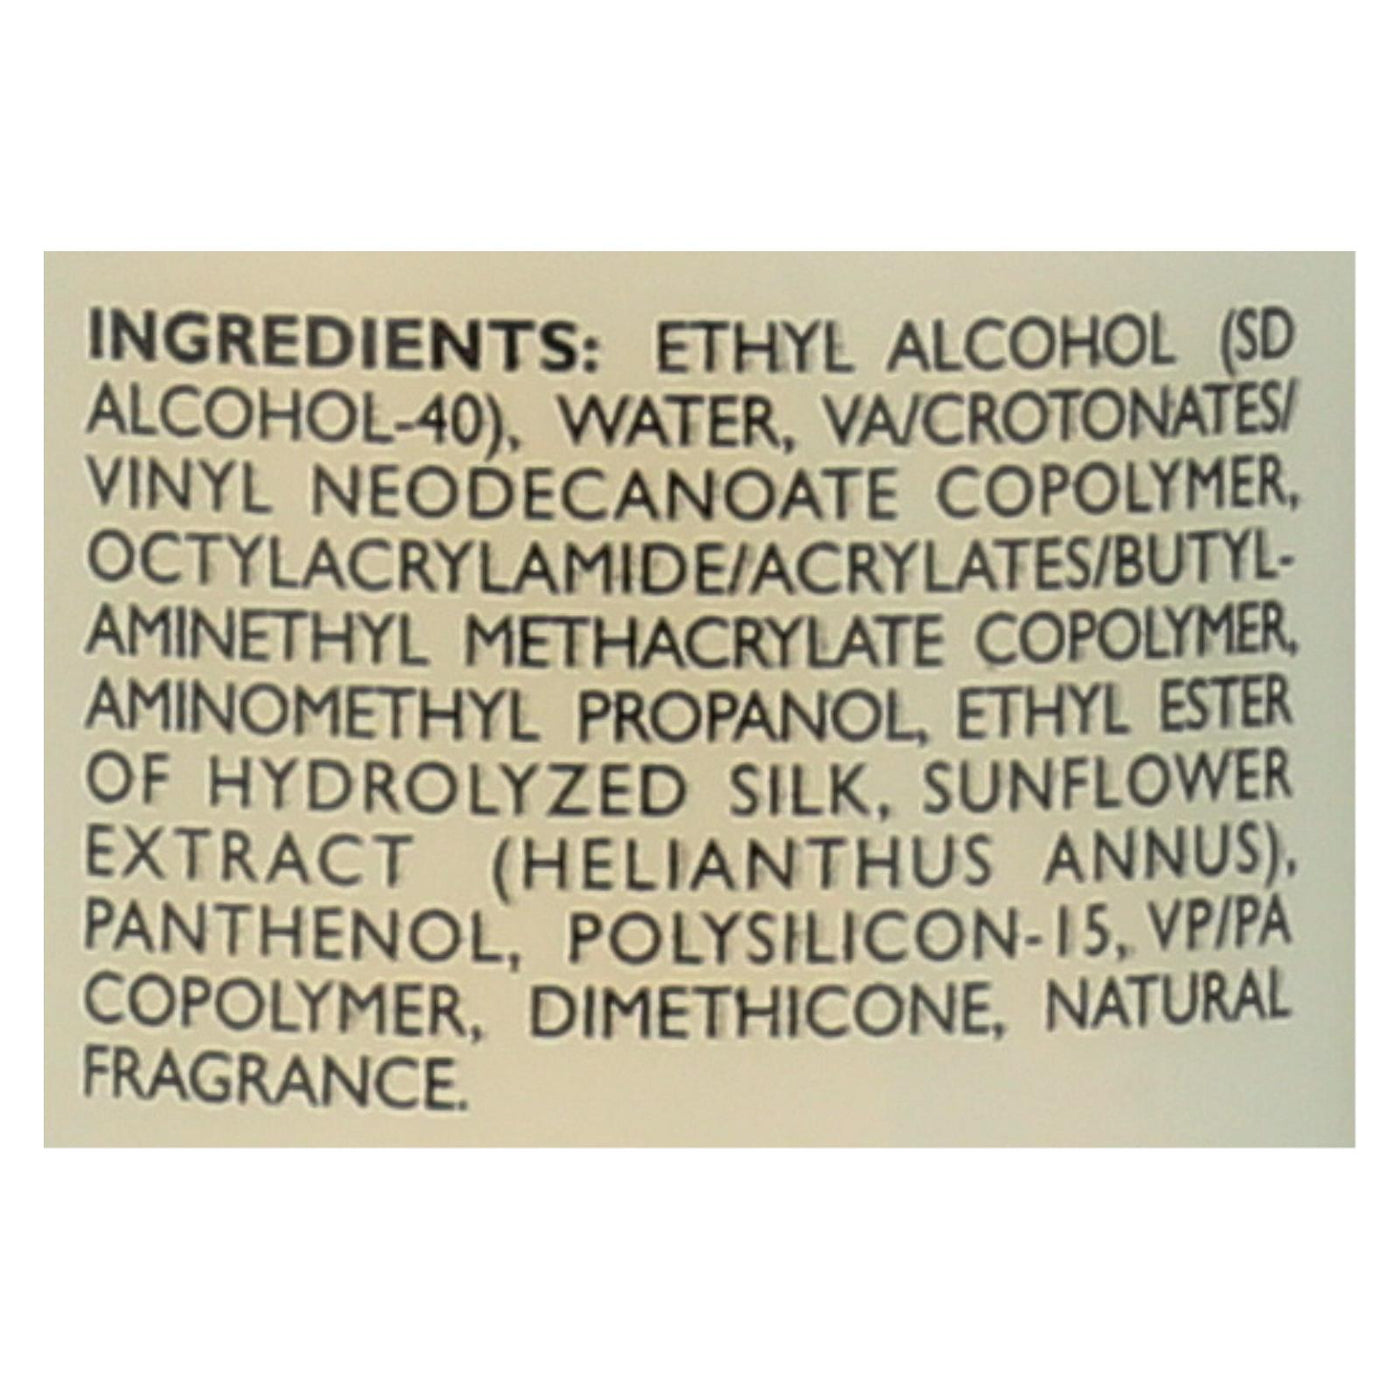 INGREDIENTS: ETHYL ALCOHOL (SD
ALCOHOL-40), WATER, VA/CROTONATES/
VINYL NEODECANOATE COPOLYMER,
OCTYLACRYLAMIDE/ACRYLATES/BUTYL-
AMINETHYL METHACRYLATE COPOLYMER,
AMINOMETHYL PROPANOL, ETHYL ESTER
OF HYDROLYZED SILK, SUNFLOWER
EXTRACT (HELIANTHUS ANNUS),
PANTHENOL, POLYSILICON-15, VP/PA
COPOLYMER, DIMETHICONE, NATURAL
FRAGRANCE.